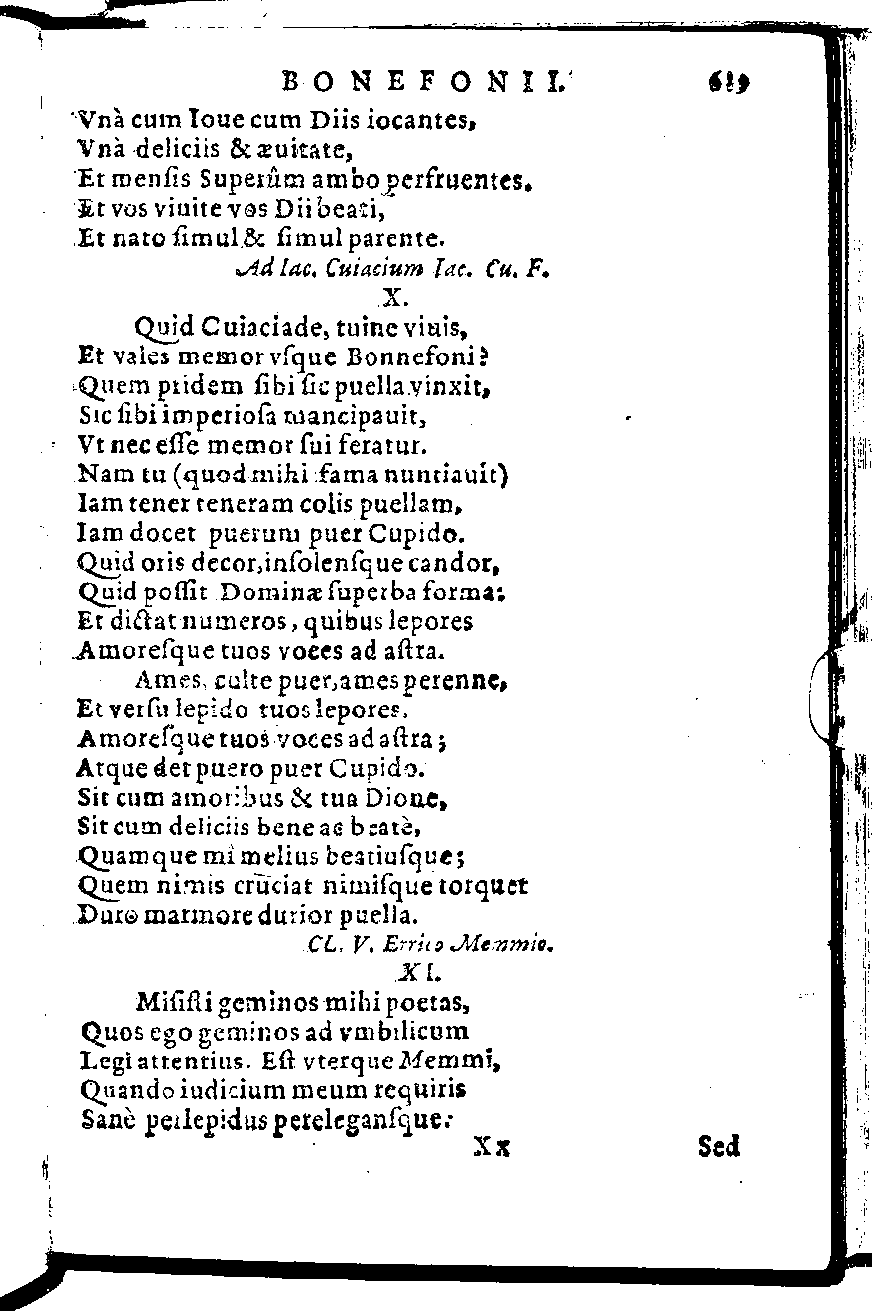 BONEFONII. 689
Vnà cum Ioue cum Diis iocantes,
Vnà deliciis & æuitate,
Et menſis Superûm ambo perfruentes.
Et vos viuite vos Dii beati,
Et nato ſimul & ſimul parente.
Ad Iac. Cuiacium Iac. Cu. F.
X.
Quid Cuiaciade, tuine viuis,
Et vales memor vſque Bonnefoni?
Quem pridem ſibi ſic puella vinxit,
Sic ſibi imperioſa mancipauit,
Vt nec eſſe memor ſui feratur.
Nam tu (quod mihi fama nuntiauit)
Iam tener teneram colis puellam,
Iam docet puerum puer Cupido.
Quid oris decor, inſolenſque candor,
Quid poſſit Dominæ ſuperba forma;
Et dictat numeros, quibus lepores
Amoreſque tuos voces ad aſtra.
Ames, culte puer, ames perenne,
Et verſu lepido tuos lepores,
Amoreſque tuos voces ad aſtra;
Atque det puero puer Cupido.
Sit cum amoribus & tua Dione,
Sit cum deliciis bene ac beatè,
Quamque mî melius beatiuſque;
Quem nimis cruciat nimiſque torquet
Duro marmore durior puella.
CL. V. Errico Memmio.
XI.
Miſiſti geminos mihi poetas,
Quos ego geminos ad vmbilicum
Legi attentius. Eſt vterque Memmi,
Quando iudicium meum requiris
Sanè perlepidus pereleganſque:
Xx Sed